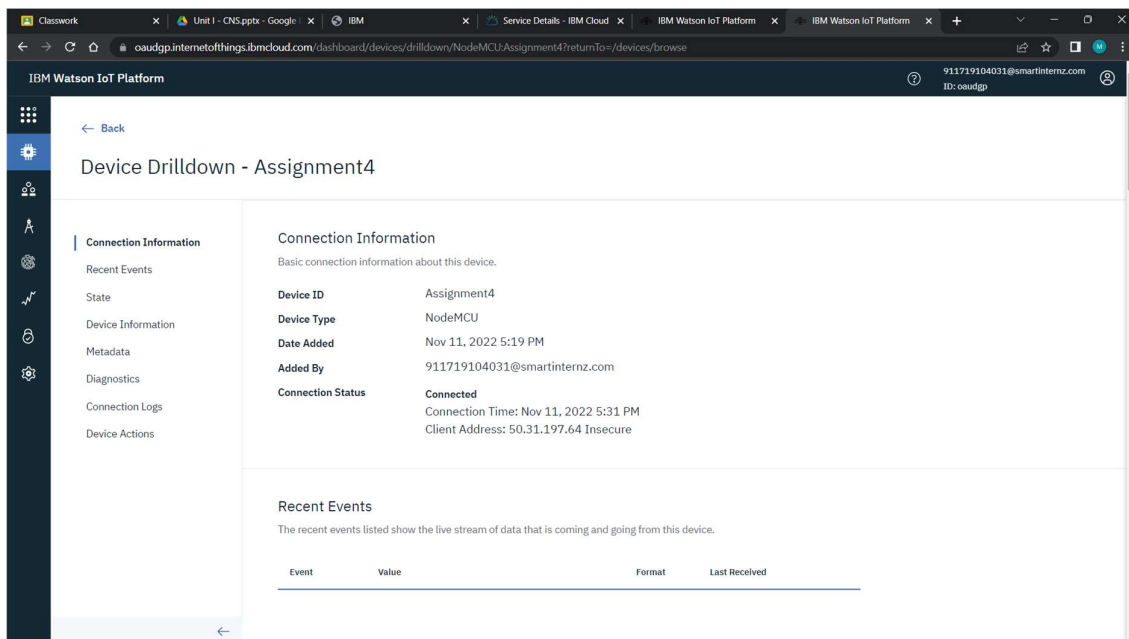 Classwork
Unit I - CNS.pptx - Google
IBM
Service Details - IBM Cloud
IBM Watson IoT Platform
IBM Watson IoT Platform
oaudgp.internetofthings.ibmcloud.com/dashboard/devices/drilldown/NodeMCU:Assignment4?returnTo=/devices/browse
M
IBM Watson IoT Platform
911719104031@smartinternz.com
ID: oaudgp
Back
Device Drilldown - Assignment4
Connection Information
Recent Events
State
Device Information
Metadata
Diagnostics
Connection Logs
Device Actions
Connection Information
Basic connection information about this device.
Device ID Assignment4
Device Type NodeMCU
Date Added Nov 11, 2022 5:19 PM
Added By 911719104031@smartinternz.com
Connection Status Connected
Connection Time: Nov 11, 2022 5:31 PM
Client Address: 50.31.197.64 Insecure
Recent Events
The recent events listed show the live stream of data that is coming and going from this device.
Event Value Format Last Received